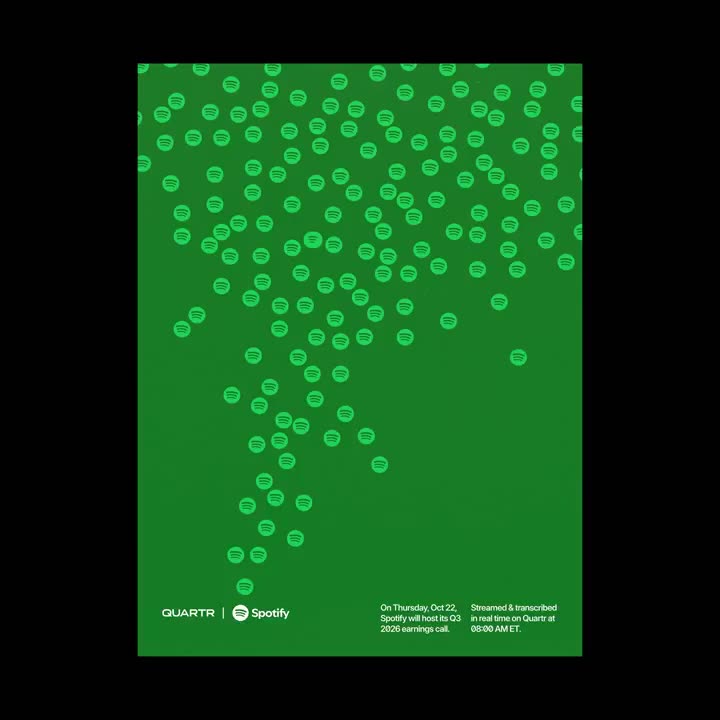 QUARTR | Spotify
On Thursday, Oct 22,
Spotify will host its Q3
2026 earnings call.
Streamed & transcribed
in real time on Quartr at
08:00 AM ET.